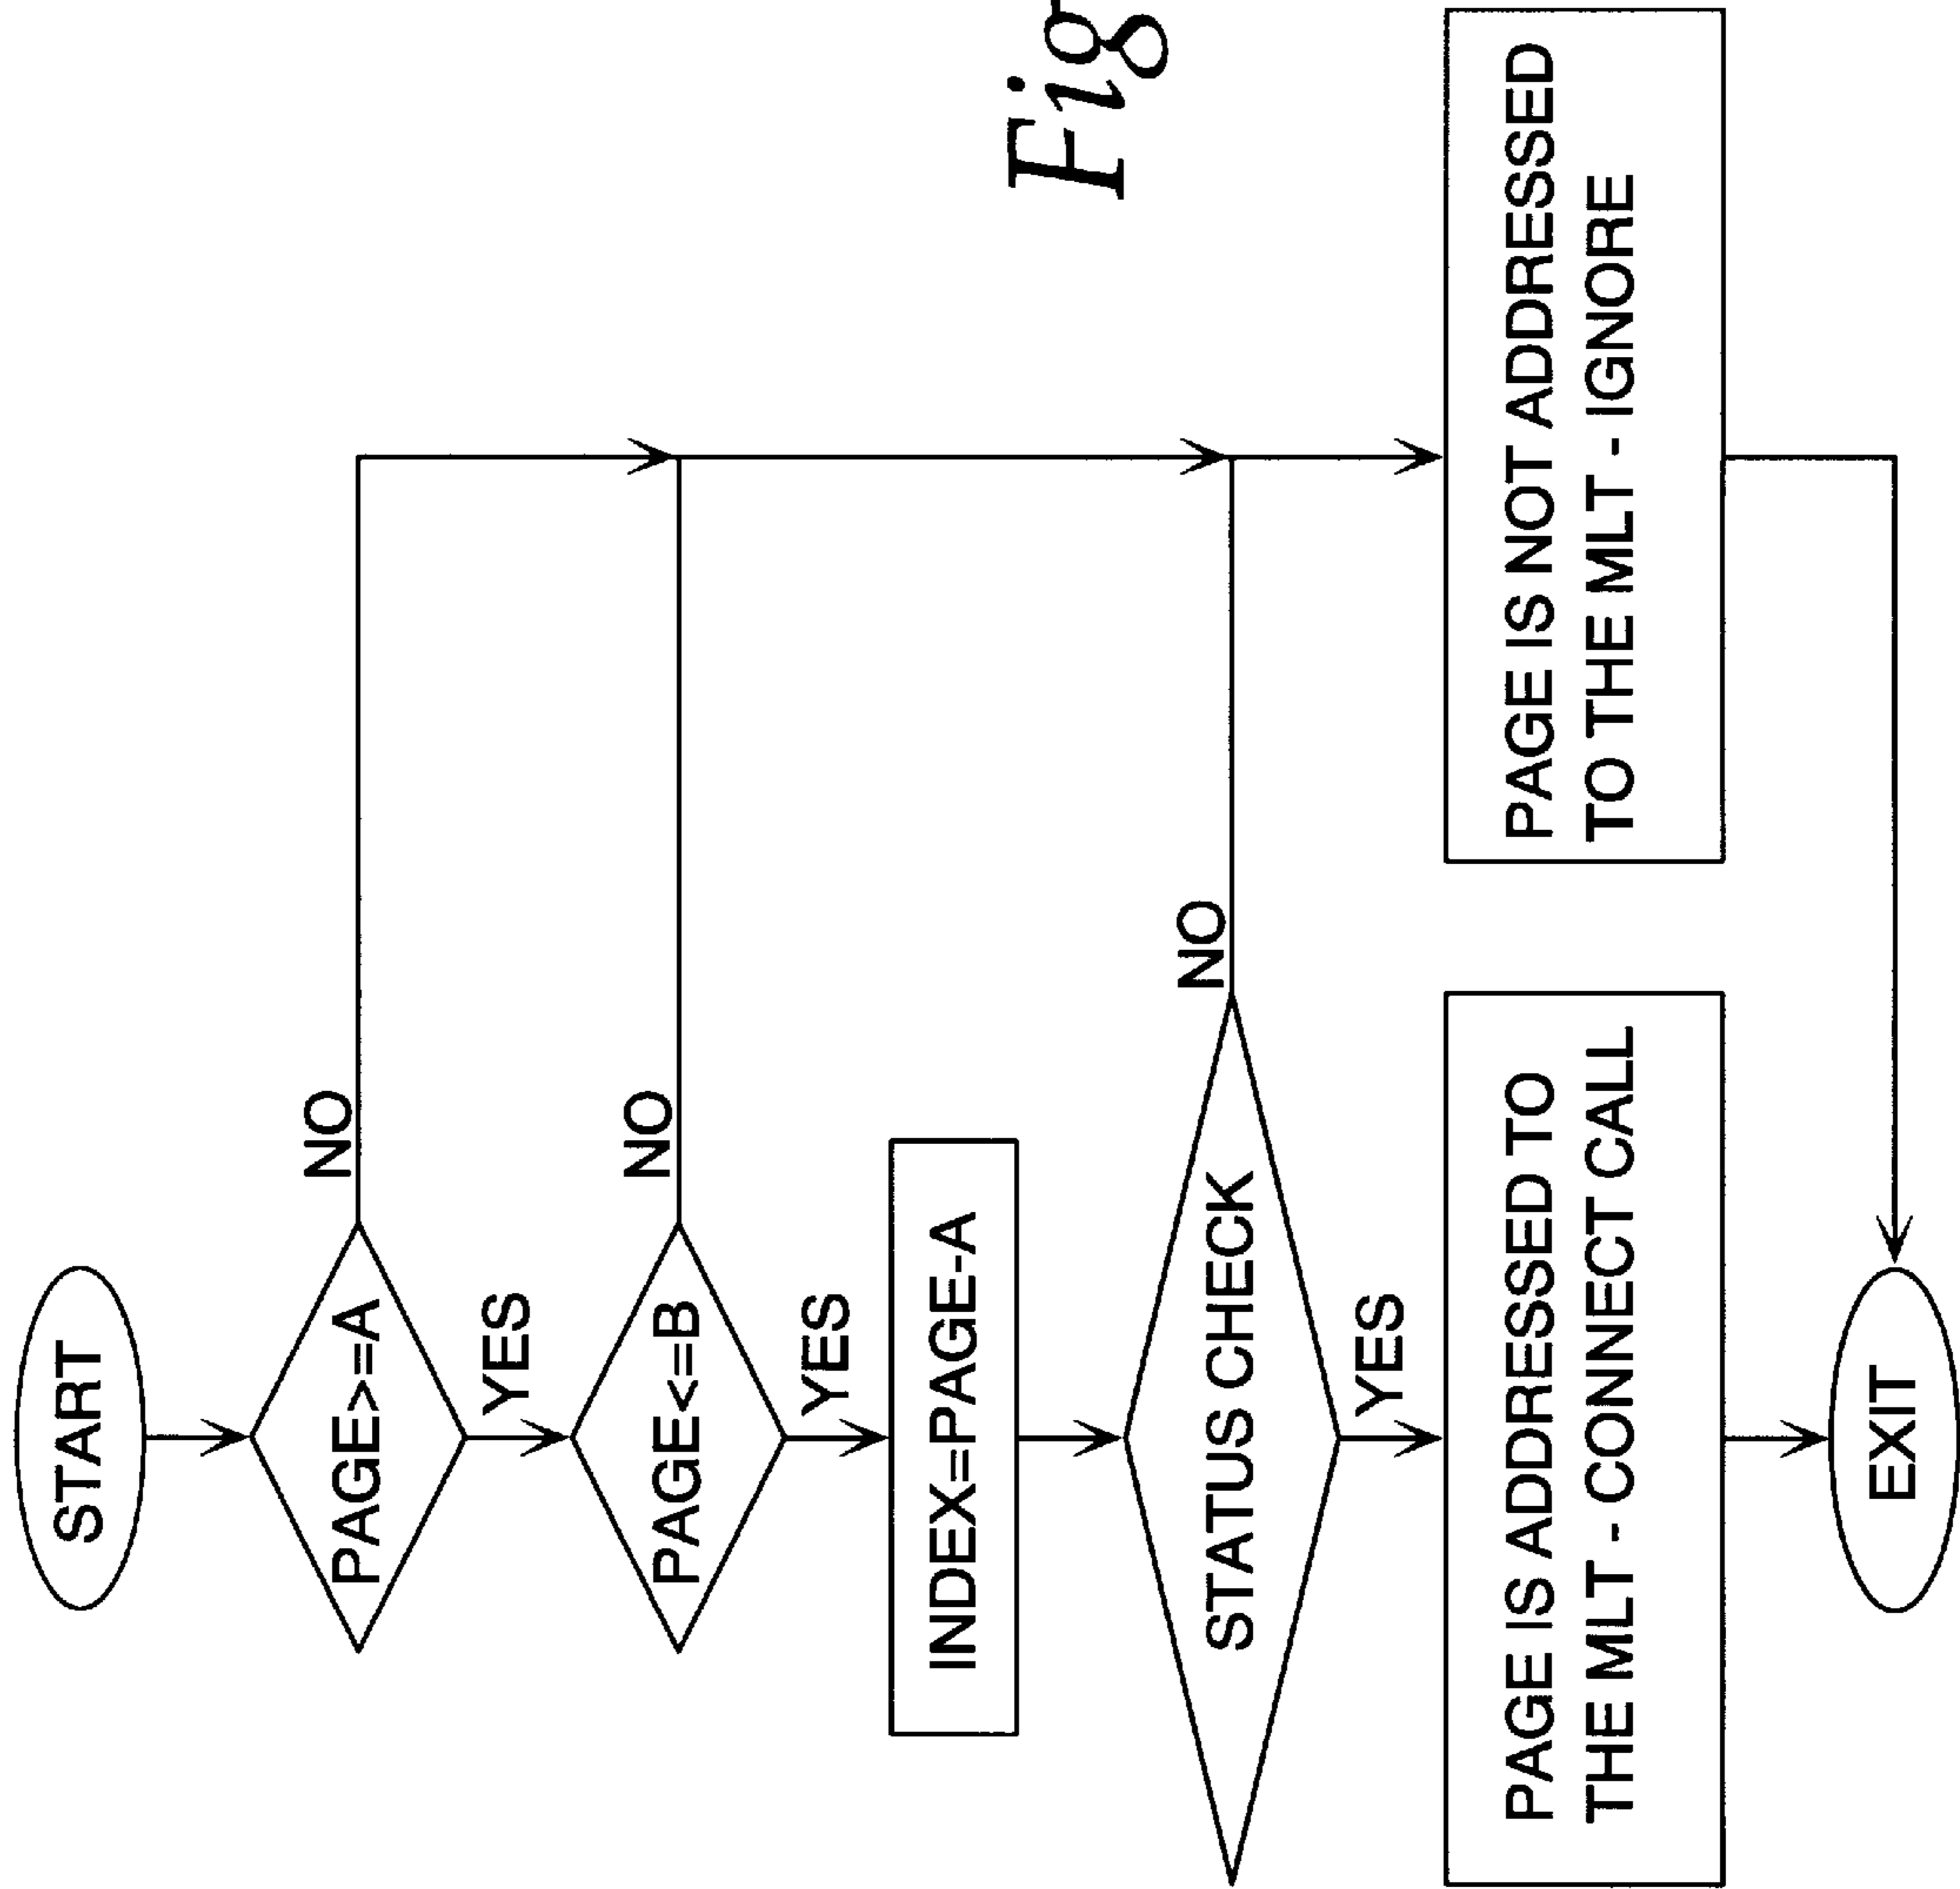 START
PAGE>=A
NO
YES
PAGE<=B
NO
YES
INDEX=PAGE-A
STATUS CHECK
NO
YES
PAGE IS ADDRESSED TO
THE MLT - CONNECT CALL
PAGE IS NOT ADDRESSED
TO THE MLT - IGNORE
EXIT
Fig